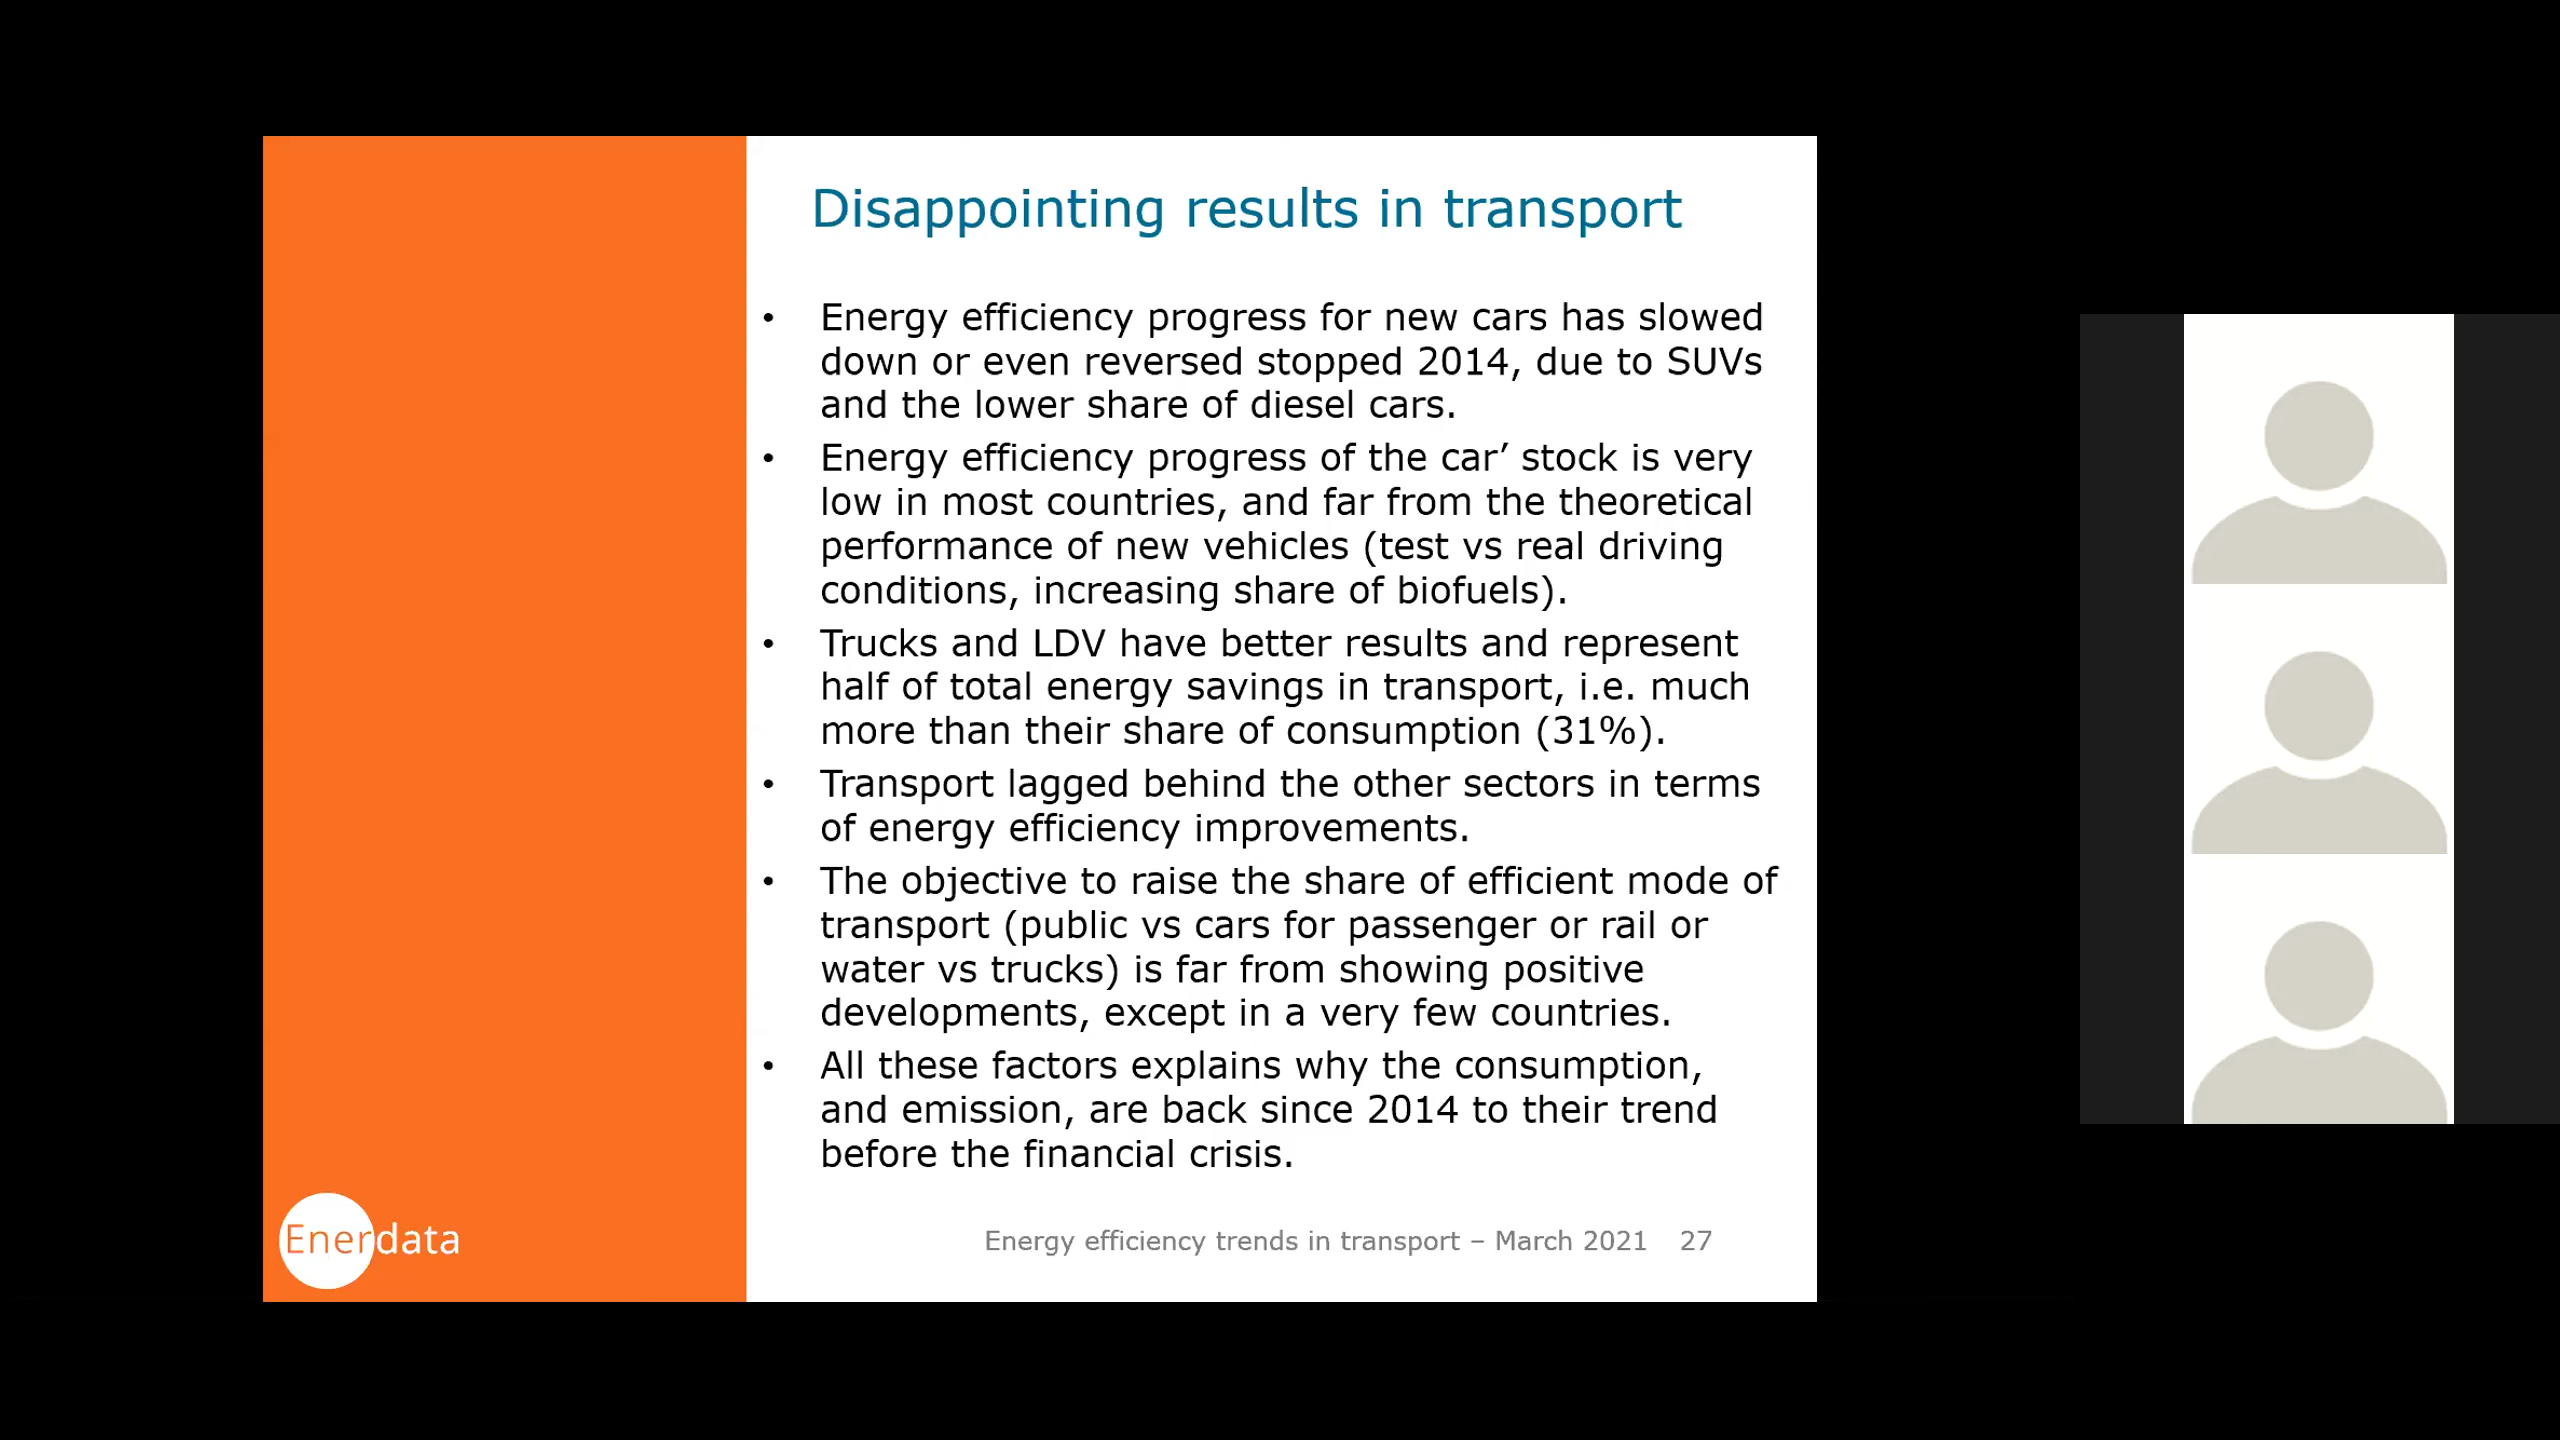 Disappointing results in transport
• Energy efficiency progress for new cars has slowed
down or even reversed stopped 2014, due to SUVs
and the lower share of diesel cars.
• Energy efficiency progress of the car’ stock is very
low in most countries, and far from the theoretical
performance of new vehicles (test vs real driving
conditions, increasing share of biofuels).
• Trucks and LDV have better results and represent
half of total energy savings in transport, i.e. much
more than their share of consumption (31%).
• Transport lagged behind the other sectors in terms
of energy efficiency improvements.
• The objective to raise the share of efficient mode of
transport (public vs cars for passenger or rail or
water vs trucks) is far from showing positive
developments, except in a very few countries.
• All these factors explains why the consumption,
and emission, are back since 2014 to their trend
before the financial crisis.
Enerdata
Energy efficiency trends in transport – March 2021 27